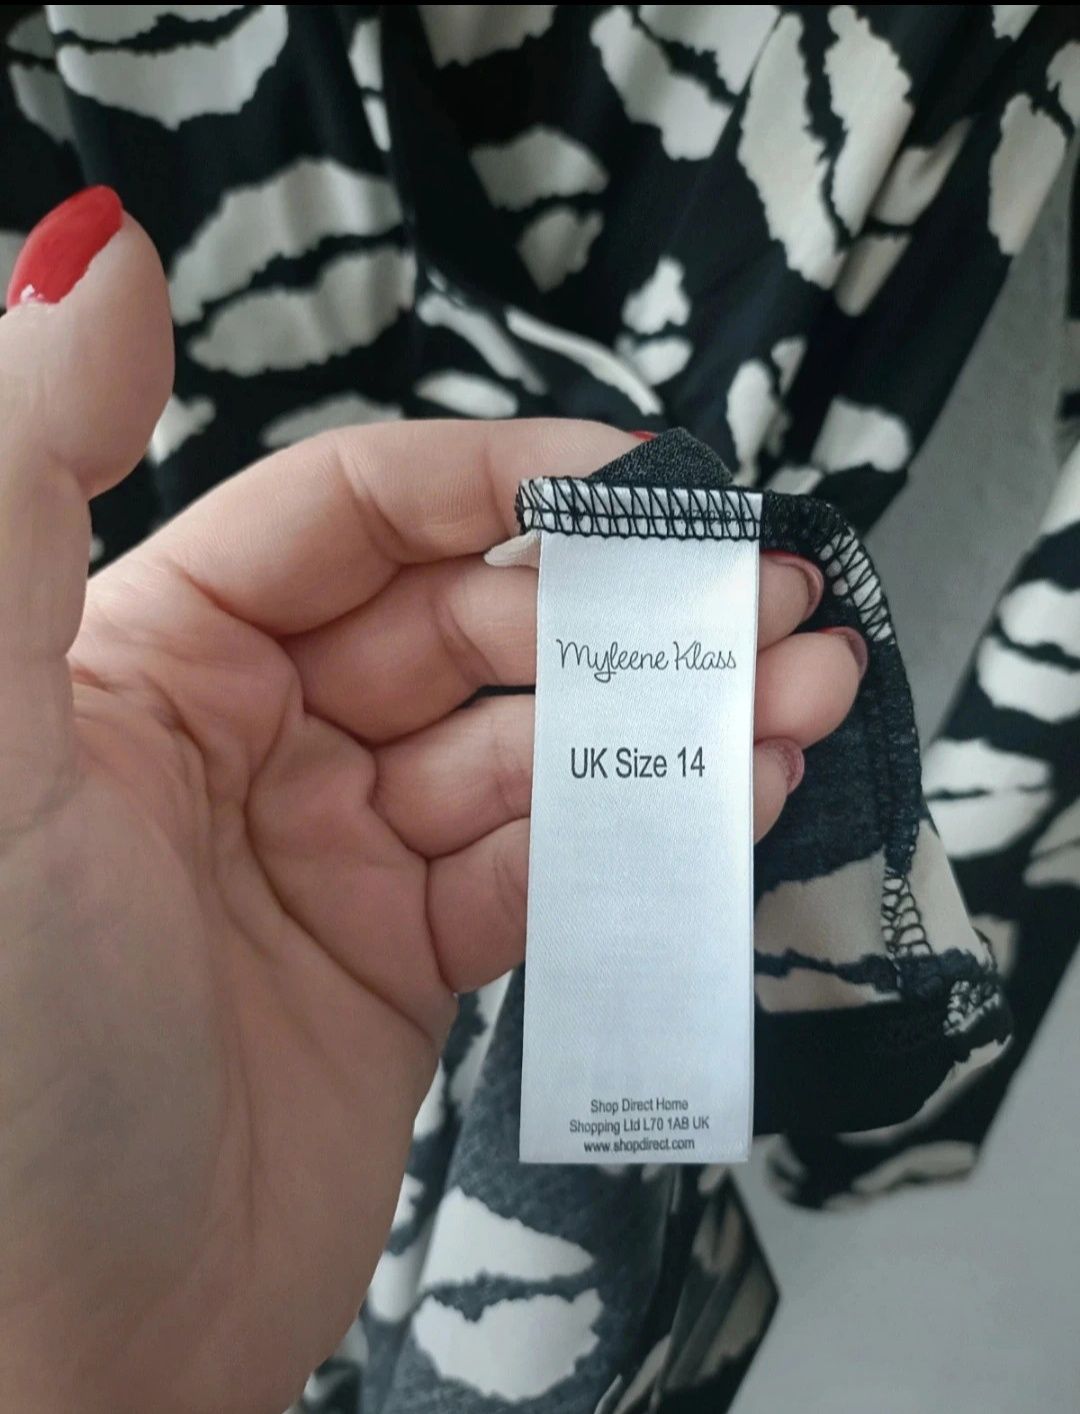 Myleene Klass
UK Size 14
Shop Direct Home
Shopping Ltd L70 1AB UK
www.shopdirect.com